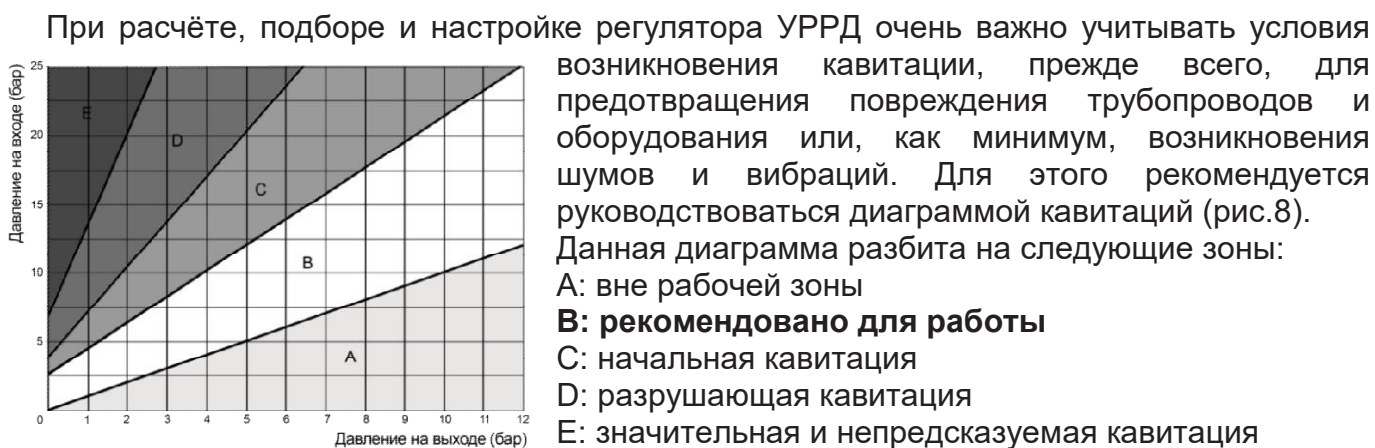 При расчёте, подборе и настройке регулятора УРРД очень важно учитывать условия
возникновения кавитации, прежде всего, для
предотвращения повреждения трубопроводов и
оборудования или, как минимум, возникновения
шумов и вибраций. Для этого рекомендуется
руководствоваться диаграммой кавитаций (рис.8).
Данная диаграмма разбита на следующие зоны:
А: вне рабочей зоны
В: рекомендовано для работы
С: начальная кавитация
D: разрушающая кавитация
Е: значительная и непредсказуемая кавитация
Давление на входе (бар)
25
20
15
10
5
0 1 2 3 4 5 6 7 8 9 10 11 12
Давление на выходе (бар)
E
D
C
B
A